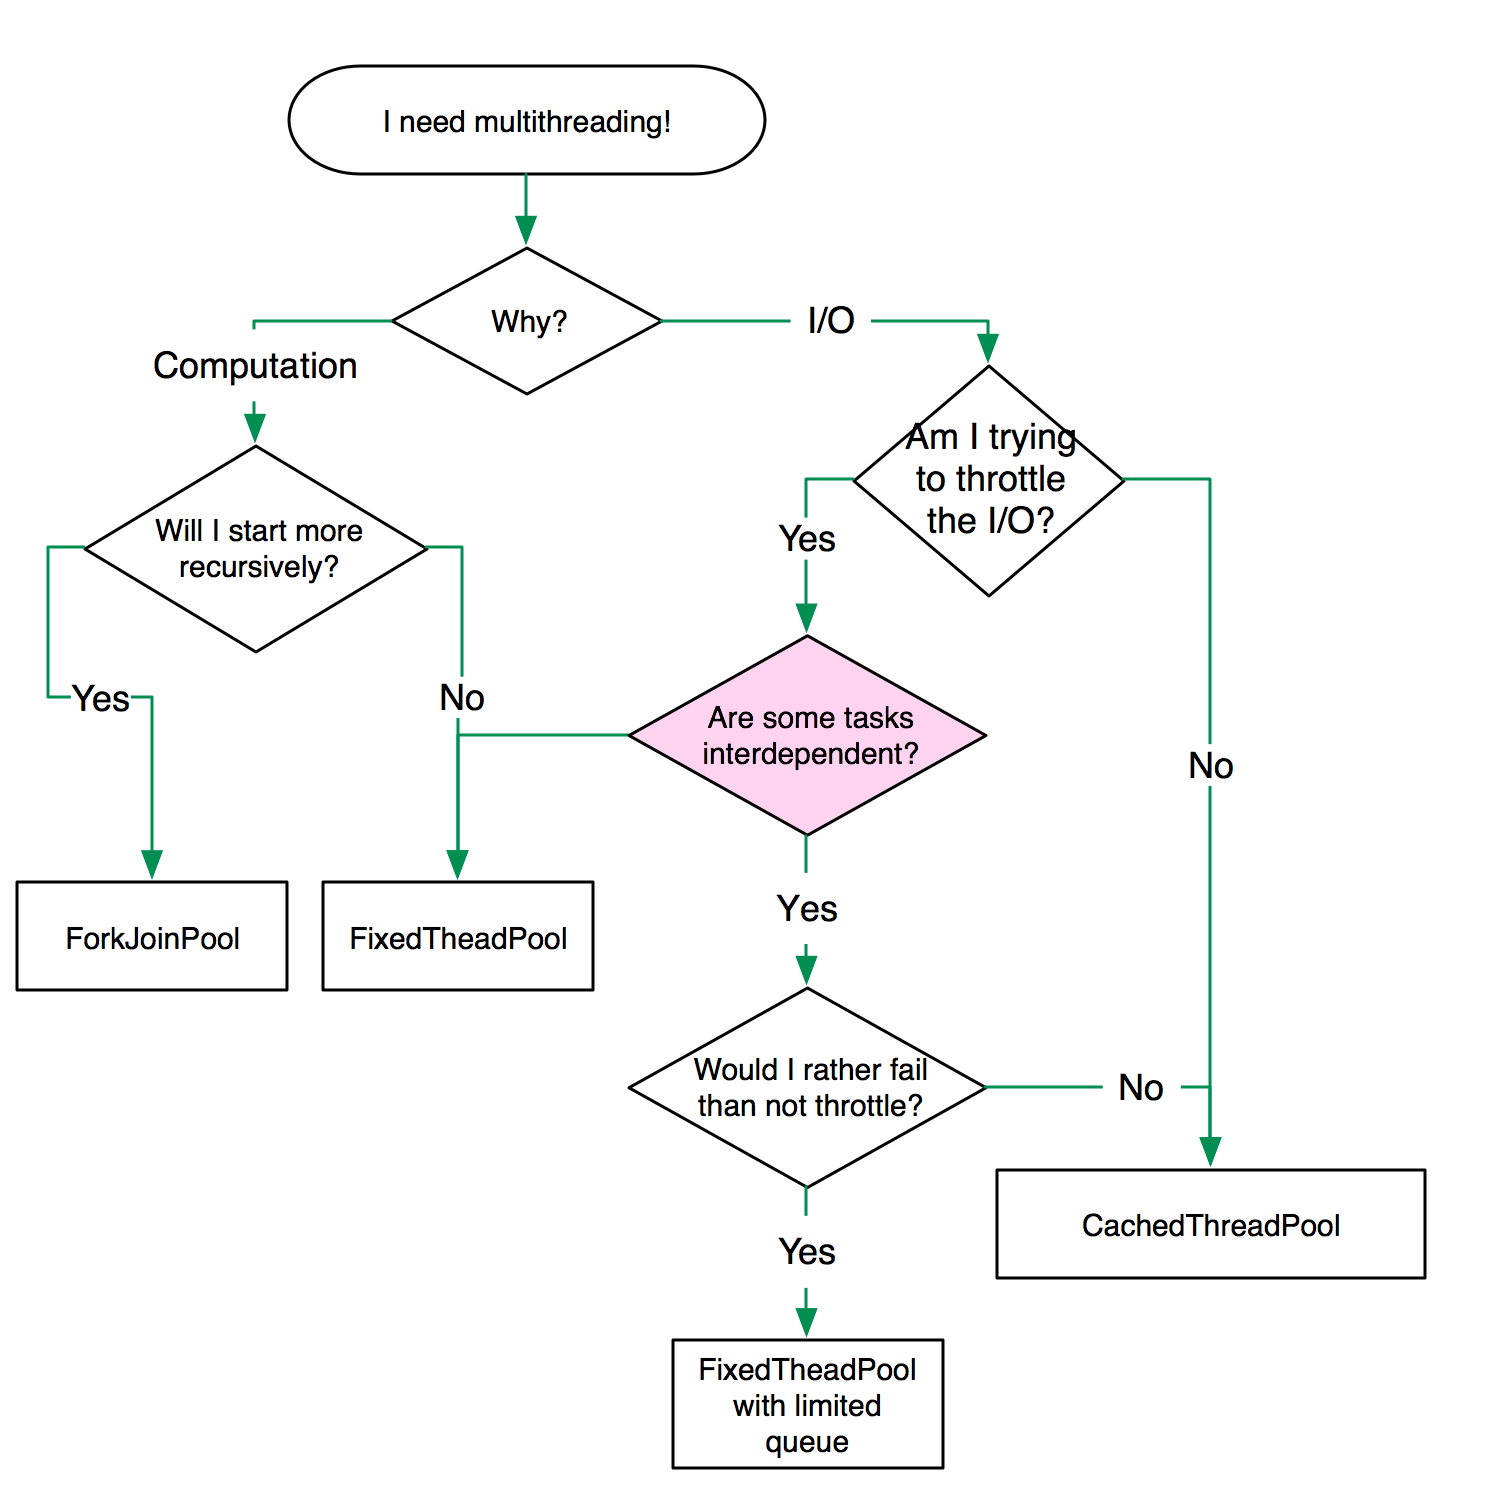 I need multithreading!
Why?
I/O
Computation
Am I trying
to throttle
the I/O?
Will I start more
recursively?
Yes
Yes
No
Are some tasks
interdependent?
No
Yes
ForkJoinPool
FixedTheadPool
Would I rather fail
than not throttle?
No
Yes
CachedThreadPool
FixedTheadPool
with limited
queue